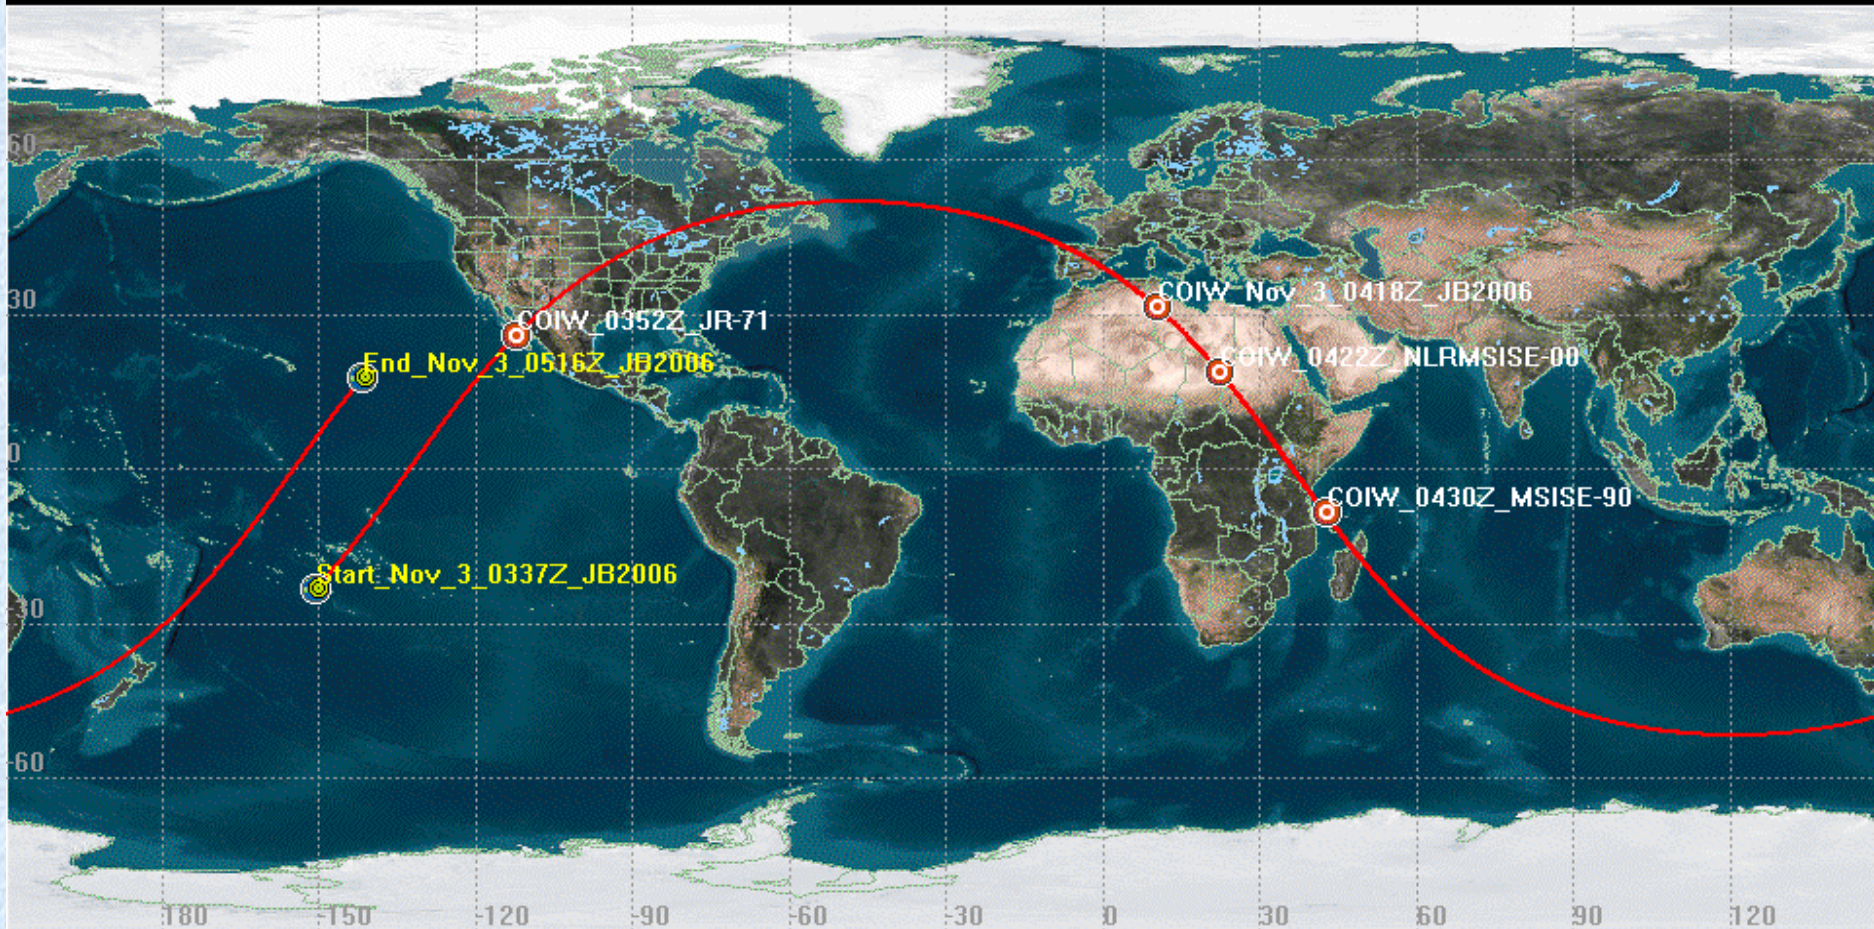 60
COIW_Nov_3_0418Z_JB2006
30
COIW_0352Z_JR-71
COIW_0422Z_NLRMSISE-00
End_Nov_3_0516Z_JB2006
0
COIW_0430Z_MSISE-90
Start_Nov_3_0337Z_JB2006
-30
-60
-180 -150 -120 -90 -60 -30 0 30 60 90 120